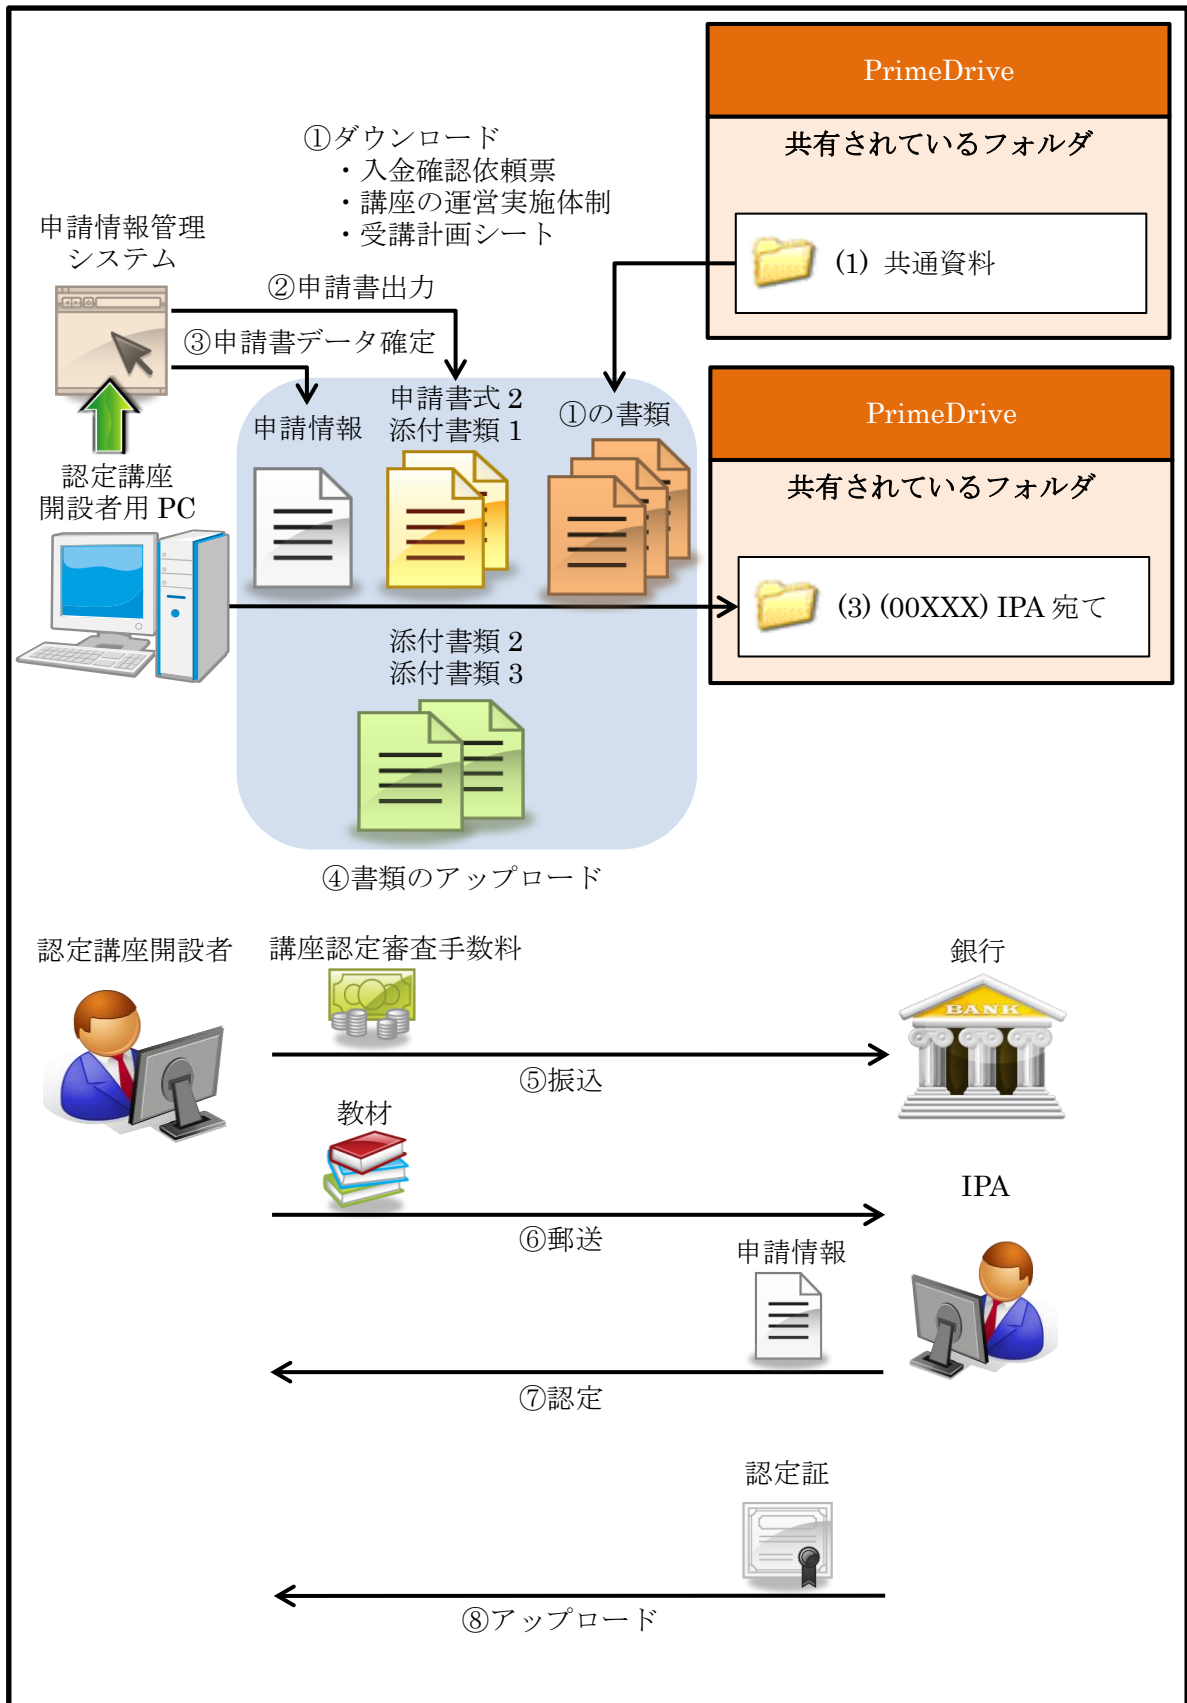 PrimeDrive
共有されているフォルダ
(1) 共通資料
①ダウンロード
・入金確認依頼票
・講座の運営実施体制
・受講計画シート
申請情報管理
システム
②申請書出力
③申請書データ確定
申請情報
申請書式 2
添付書類 1
①の書類
PrimeDrive
共有されているフォルダ
(3) (00XXX) IPA 宛て
認定講座
開設者用 PC
添付書類 2
添付書類 3
④書類のアップロード
認定講座開設者
講座認定審査手数料
銀行
BANK
⑤振込
教材
IPA
⑥郵送
申請情報
⑦認定
認定証
⑧アップロード